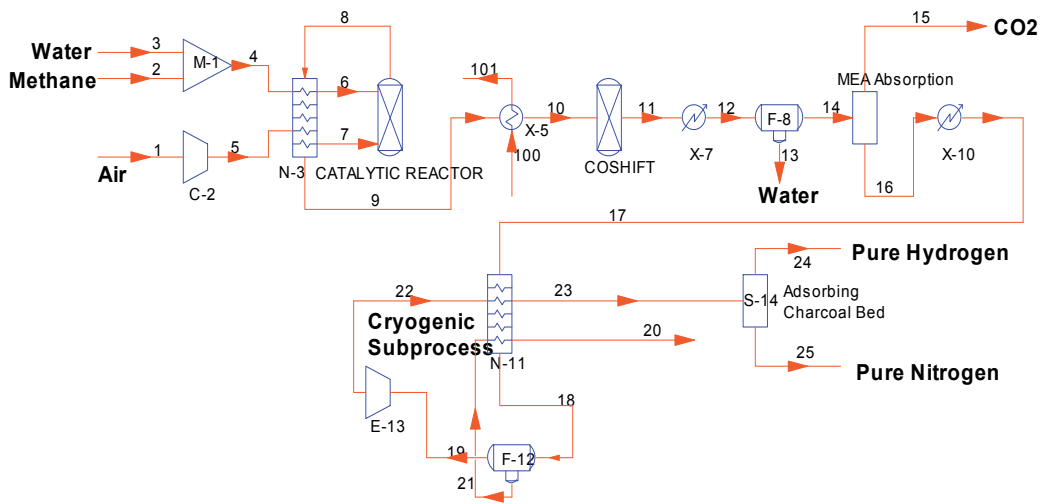 8
15
CO2
Water
3
M-1
4
MEA Absorption
Methane
2
6
101
10
11
12
F-8
14
X-5
7
X-7
13
X-10
Air
1
5
N-3
CATALYTIC REACTOR
100
COSHIFT
C-2
9
Water
16
17
Pure Hydrogen
24
22
23
S-14
Adsorbing
Charcoal Bed
Cryogenic
Subprocess
20
N-11
25
Pure Nitrogen
18
E-13
19
F-12
21